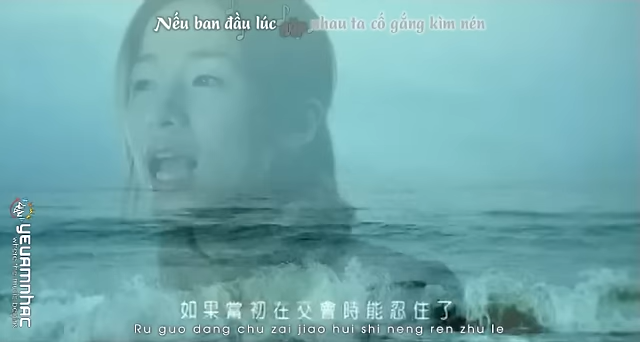 Nếu ban đầu lúc nhau ta cố gắng kìm nén
YEUAMNHAC
如果當初在交會時能忍住了
Ru guo dang chu zai jiao hui shi neng ren zhu le